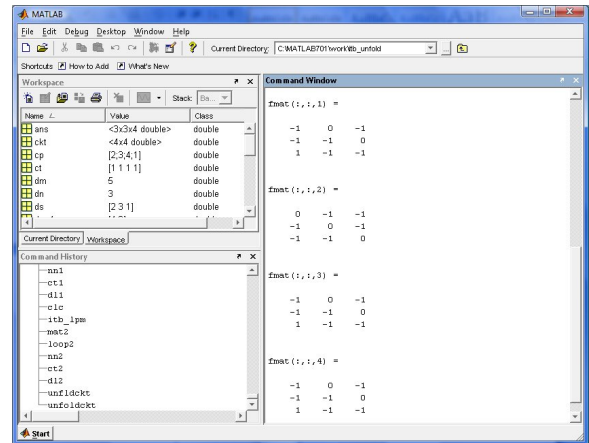 MATLAB
File Edit Debug Desktop Window Help
Current Directory: C:\MATLAB701\work\itb_unfold
Shortcuts How to Add What's New
Workspace
Stack: Ba...
Name Value Class
ans <3x3x4 double> double
ckt <4x4 double> double
cp [2;3;4;1] double
ct [1 1 1 1] double
dm 5 double
dn 3 double
ds [2 3 1] double
Current Directory Workspace
Command History
nn1
ct1
dl1
clc
itb_lpm
mat2
loop2
nn2
ct2
dl2
unfldckt
unfoldckt
Command Window
fmat(:,:,1) =
-1 0 -1
-1 -1 0
1 -1 -1
fmat(:,:,2) =
0 -1 -1
-1 0 -1
-1 -1 0
fmat(:,:,3) =
-1 0 -1
-1 -1 0
1 -1 -1
fmat(:,:,4) =
-1 0 -1
-1 -1 0
1 -1 -1
Start